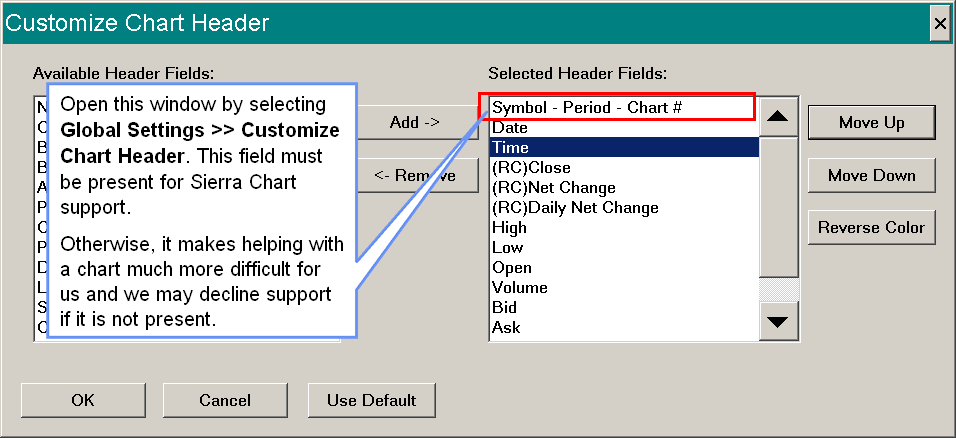 Customize Chart Header
Available Header Fields:
Selected Header Fields:
Open this window by selecting
Global Settings >> Customize
Chart Header. This field must
be present for Sierra Chart
support.
Otherwise, it makes helping with
a chart much more difficult for
us and we may decline support
if it is not present.
Add ->
<- Remove
Symbol - Period - Chart #
Date
Time
(RC)Close
(RC)Net Change
(RC)Daily Net Change
High
Low
Open
Volume
Bid
Ask
Move Up
Move Down
Reverse Color
OK
Cancel
Use Default